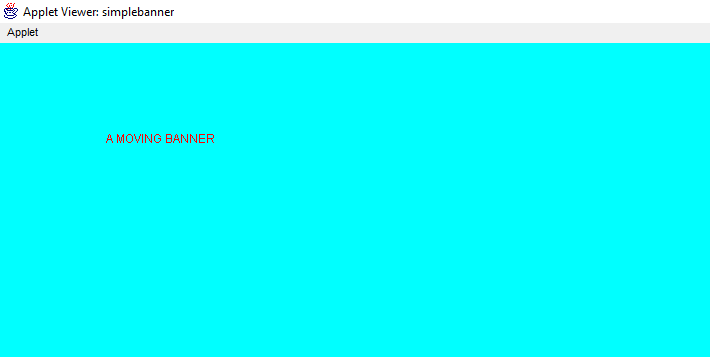 Applet Viewer: simplebanner
Applet
A MOVING BANNER